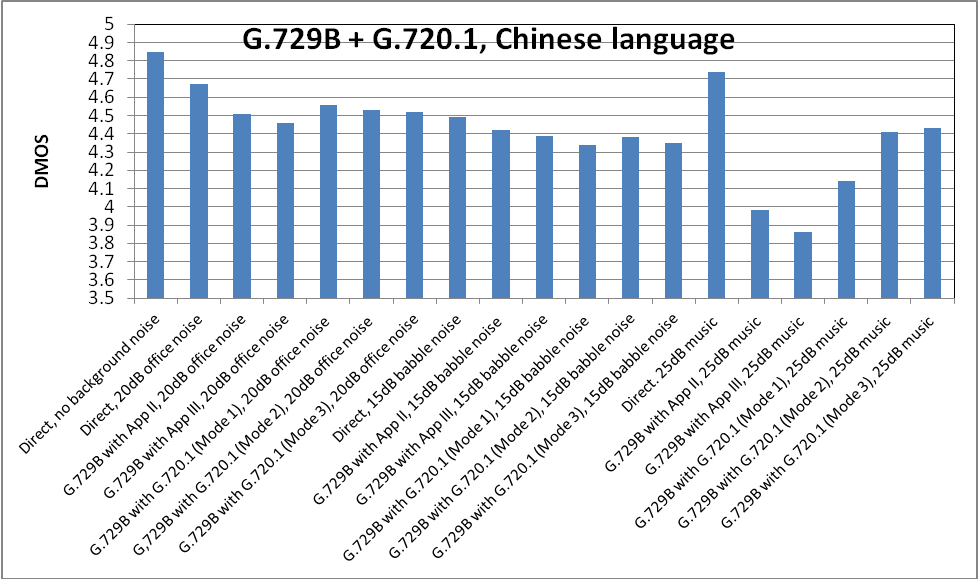 G.729B + G.720.1, Chinese language
DMOS
5
4.9
4.8
4.7
4.6
4.5
4.4
4.3
4.2
4.1
4
3.9
3.8
3.7
3.6
3.5
Direct, no background noise
Direct, 20dB office noise
G.729B with App II, 20dB office noise
G.729B with App III, 20dB office noise
G.729B with G.720.1 (Mode 1), 20dB office noise
G,729B with G.720.1 (Mode 2), 20dB office noise
G.729B with G.720.1 (Mode 3), 20dB office noise
Direct, 15dB babble noise
G.729B with App II, 15dB babble noise
G.729B with App III, 15dB babble noise
G.729B with G.720.1 (Mode 1), 15dB babble noise
G.729B with G.720.1 (Mode 2), 15dB babble noise
G.729B with G.720.1 (Mode 3), 15dB babble noise
Direct. 25dB music
G.729B with App II, 25dB music
G.729B with App III, 25dB music
G.729B with G.720.1 (Mode 1), 25dB music
G.729B with G.720.1 (Mode 2), 25dB music
G.729B with G.720.1 (Mode 3), 25dB music